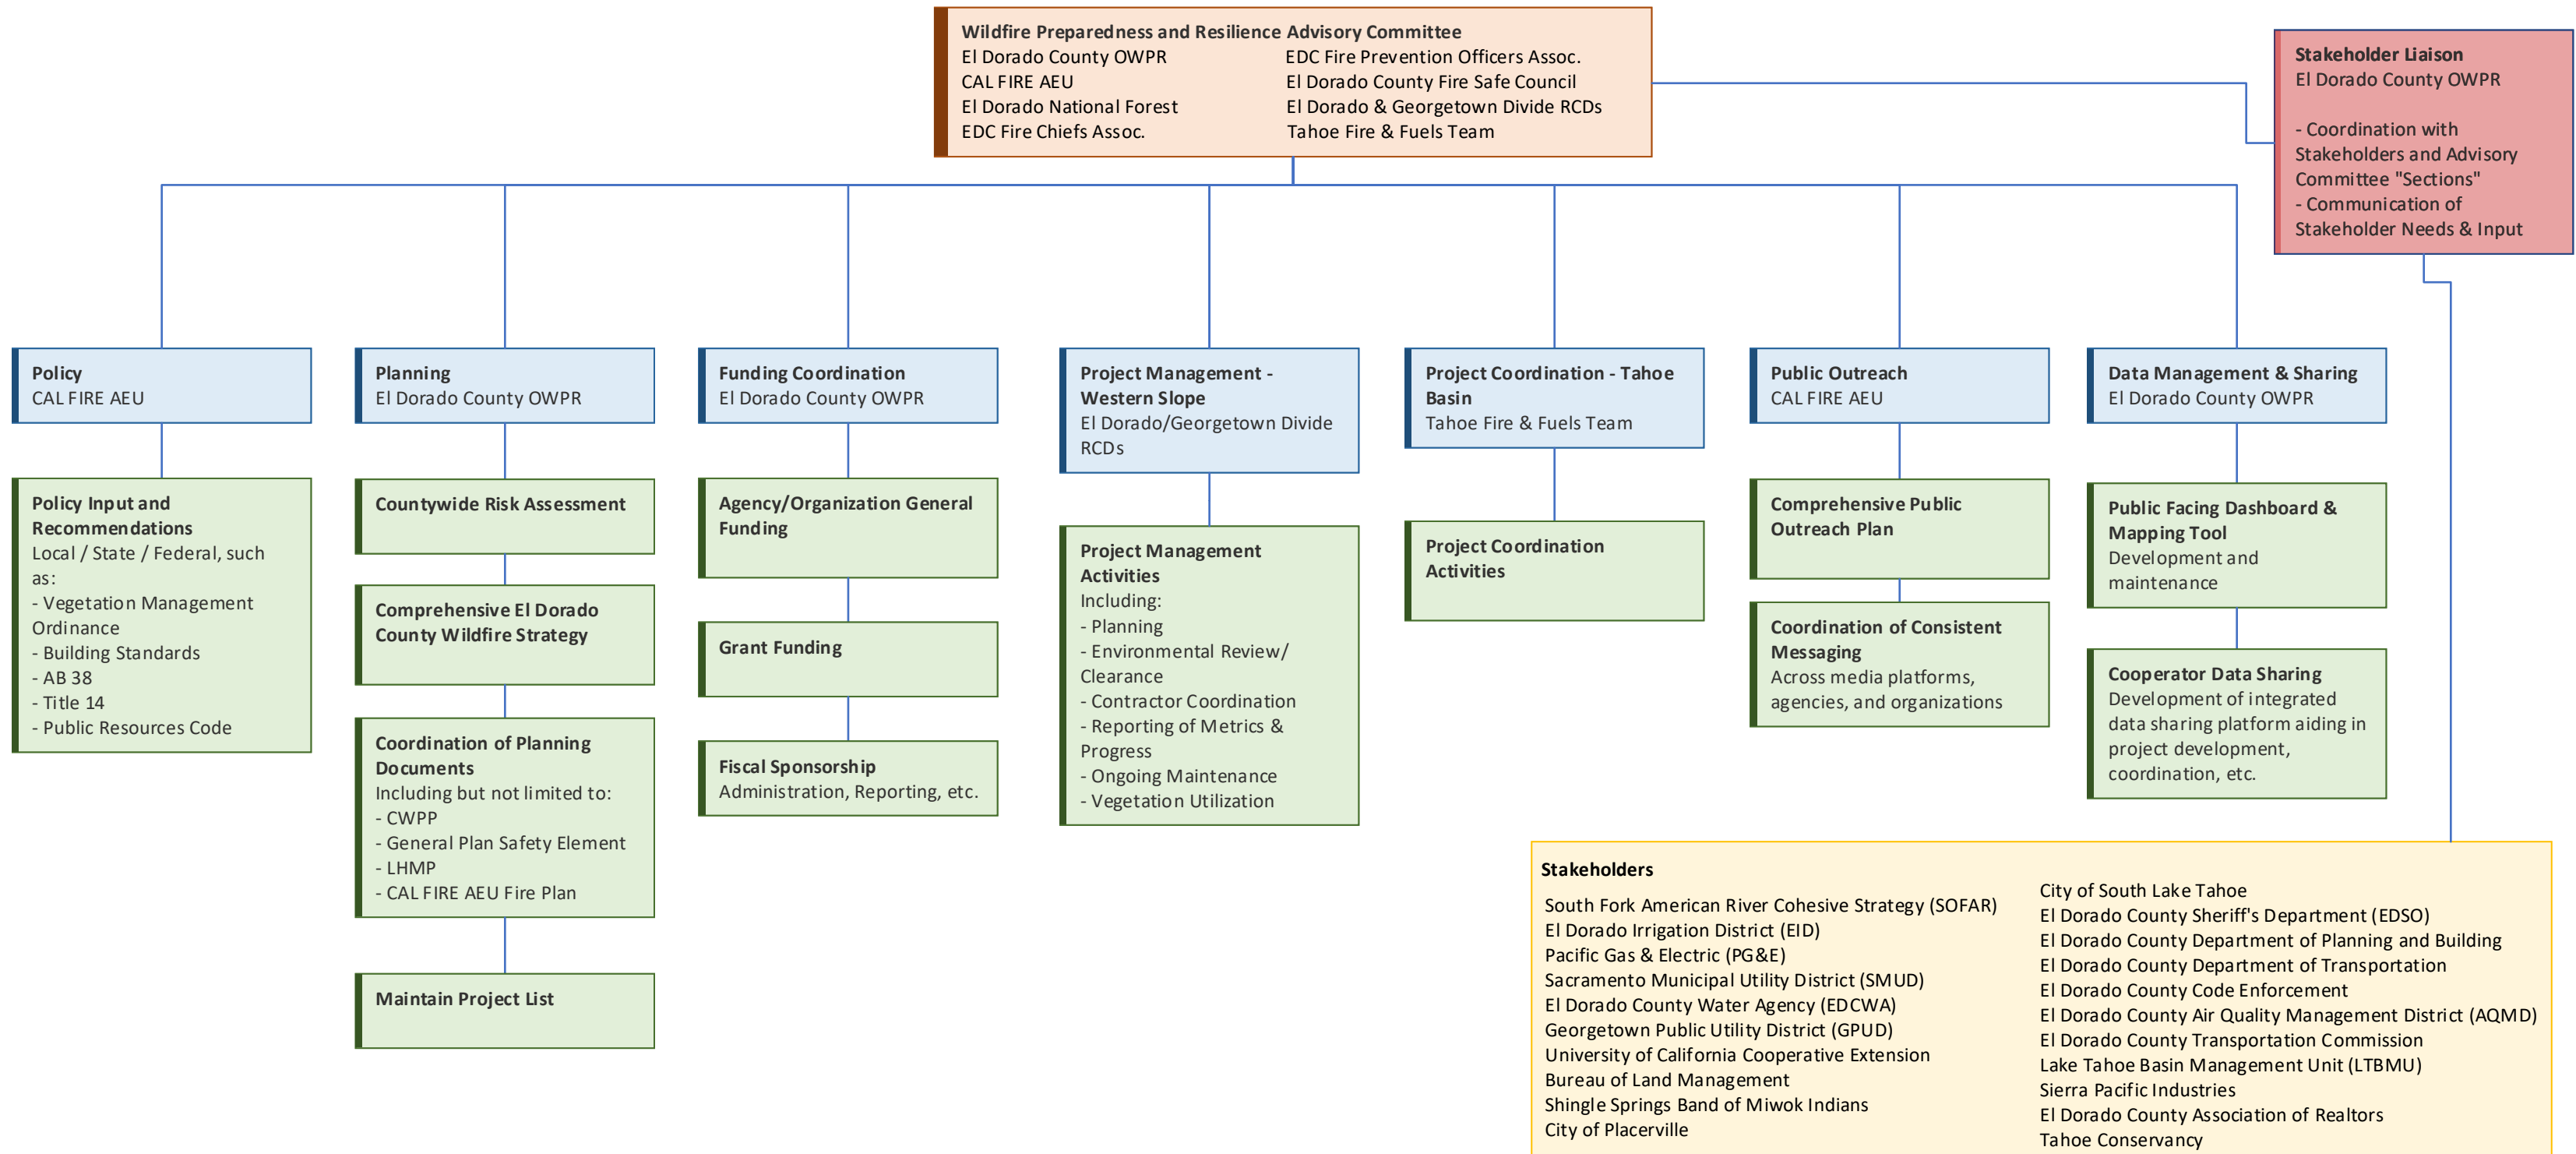 Wildfire Preparedness and Resilience Advisory Committee
El Dorado County OWPR
CAL FIRE AEU
El Dorado National Forest
EDC Fire Chiefs Assoc.
EDC Fire Prevention Officers Assoc.
El Dorado County Fire Safe Council
El Dorado & Georgetown Divide RCDs
Tahoe Fire & Fuels Team
Stakeholder Liaison
El Dorado County OWPR
- Coordination with
Stakeholders and Advisory
Committee "Sections"
- Communication of
Stakeholder Needs & Input
Policy
CAL FIRE AEU
Policy Input and
Recommendations
Local / State / Federal, such
as:
- Vegetation Management
Ordinance
- Building Standards
- AB 38
- Title 14
- Public Resources Code
Planning
El Dorado County OWPR
Countywide Risk Assessment
Comprehensive El Dorado
County Wildfire Strategy
Coordination of Planning
Documents
Including but not limited to:
- CWPP
- General Plan Safety Element
- LHMP
- CAL FIRE AEU Fire Plan
Maintain Project List
Funding Coordination
El Dorado County OWPR
Agency/Organization General
Funding
Grant Funding
Fiscal Sponsorship
Administration, Reporting, etc.
Project Management -
Western Slope
El Dorado/Georgetown Divide
RCDs
Project Management
Activities
Including:
- Planning
- Environmental Review/
Clearance
- Contractor Coordination
- Reporting of Metrics &
Progress
- Ongoing Maintenance
- Vegetation Utilization
Project Coordination - Tahoe
Basin
Tahoe Fire & Fuels Team
Project Coordination
Activities
Public Outreach
CAL FIRE AEU
Comprehensive Public
Outreach Plan
Coordination of Consistent
Messaging
Across media platforms,
agencies, and organizations
Data Management & Sharing
El Dorado County OWPR
Public Facing Dashboard &
Mapping Tool
Development and
maintenance
Cooperator Data Sharing
Development of integrated
data sharing platform aiding in
project development,
coordination, etc.
Stakeholders
South Fork American River Cohesive Strategy (SOFAR)
El Dorado Irrigation District (EID)
Pacific Gas & Electric (PG&E)
Sacramento Municipal Utility District (SMUD)
El Dorado County Water Agency (EDCWA)
Georgetown Public Utility District (GPUD)
University of California Cooperative Extension
Bureau of Land Management
Shingle Springs Band of Miwok Indians
City of Placerville
City of South Lake Tahoe
El Dorado County Sheriff's Department (EDSO)
El Dorado County Department of Planning and Building
El Dorado County Department of Transportation
El Dorado County Code Enforcement
El Dorado County Air Quality Management District (AQMD)
El Dorado County Transportation Commission
Lake Tahoe Basin Management Unit (LTBMU)
Sierra Pacific Industries
El Dorado County Association of Realtors
Tahoe Conservancy